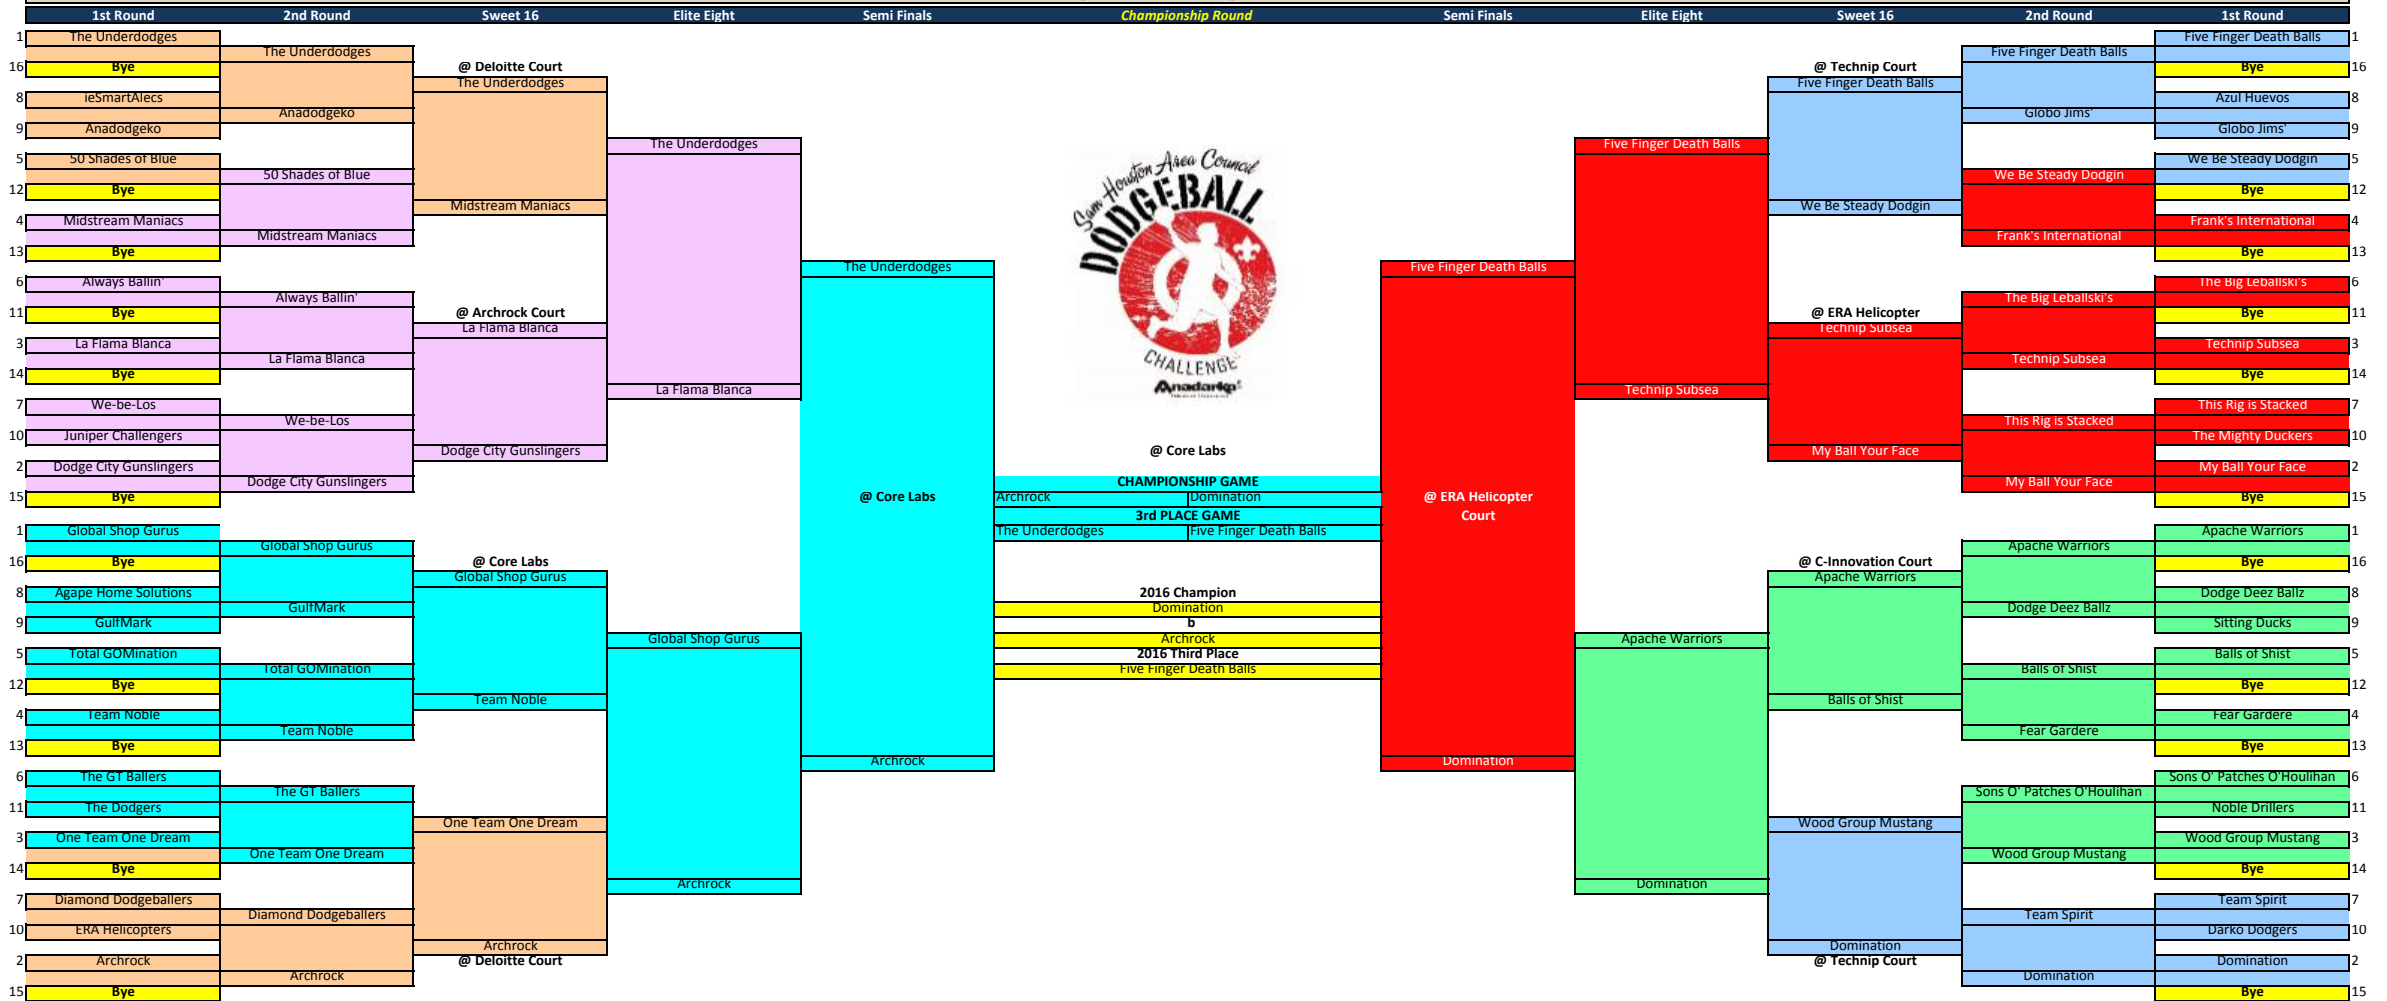 1st Round 2nd Round Sweet 16 Elite Eight Semi Finals Championship Round Semi Finals Elite Eight Sweet 16 2nd Round 1st Round
1 The Underdodges
The Underdodges
16 Bye
@ Deloitte Court
The Underdodges
8 ieSmartAlecs
Anadodgeko
9 Anadodgeko
The Underdodges
5 50 Shades of Blue
50 Shades of Blue
12 Bye
Midstream Maniacs
4 Midstream Maniacs
Midstream Maniacs
13 Bye
The Underdodges
6 Always Ballin'
Always Ballin'
11 Bye
@ Archrock Court
La Flama Blanca
3 La Flama Blanca
La Flama Blanca
14 Bye
La Flama Blanca
7 We-be-Los
We-be-Los
10 Juniper Challengers
Dodge City Gunslingers
2 Dodge City Gunslingers
Dodge City Gunslingers
15 Bye
@ Core Labs
1 Global Shop Gurus
Global Shop Gurus
16 Bye
@ Core Labs
Global Shop Gurus
8 Agape Home Solutions
GulfMark
9 GulfMark
Global Shop Gurus
5 Total GOMination
Total GOMination
12 Bye
Team Noble
4 Team Noble
Team Noble
13 Bye
Archrock
6 The GT Ballers
The GT Ballers
11 The Dodgers
One Team One Dream
3 One Team One Dream
One Team One Dream
14 Bye
Archrock
7 Diamond Dodgeballers
Diamond Dodgeballers
10 ERA Helicopters
Archrock
2 Archrock
@ Deloitte Court
Archrock
15 Bye
Sam Houston Area Council
DODGEBALL
CHALLENGE
Anadarko
@ Core Labs
CHAMPIONSHIP GAME
Archrock Domination
3rd PLACE GAME
The Underdodges Five Finger Death Balls
2016 Champion
Domination
b
Archrock
2016 Third Place
Five Finger Death Balls
Five Finger Death Balls 1
Five Finger Death Balls
@ Technip Court
Bye 16
Five Finger Death Balls
Azul Huevos 8
Globo Jims'
Globo Jims' 9
Five Finger Death Balls
We Be Steady Dodgin 5
We Be Steady Dodgin
Bye 12
We Be Steady Dodgin
Frank's International 4
Frank's International
Bye 13
Five Finger Death Balls
The Big Leballski's 6
The Big Leballski's
@ ERA Helicopter
Bye 11
Technip Subsea
Technip Subsea 3
Technip Subsea
Bye 14
Technip Subsea
This Rig is Stacked 7
This Rig is Stacked
The Mighty Duckers 10
My Ball Your Face
My Ball Your Face 2
My Ball Your Face
Bye 15
@ ERA Helicopter
Court
Apache Warriors 1
Apache Warriors
@ C-Innovation Court
Bye 16
Apache Warriors
Dodge Deez Ballz 8
Dodge Deez Ballz
Sitting Ducks 9
Apache Warriors
Balls of Shist 5
Balls of Shist
Bye 12
Balls of Shist
Fear Gardere 4
Fear Gardere
Bye 13
Domination
Sons O' Patches O'Houlihan 6
Sons O' Patches O'Houlihan
Noble Drillers 11
Wood Group Mustang
Wood Group Mustang 3
Wood Group Mustang
Bye 14
Domination
Team Spirit 7
Team Spirit
Darko Dodgers 10
Domination
@ Technip Court
Domination 2
Domination
Bye 15